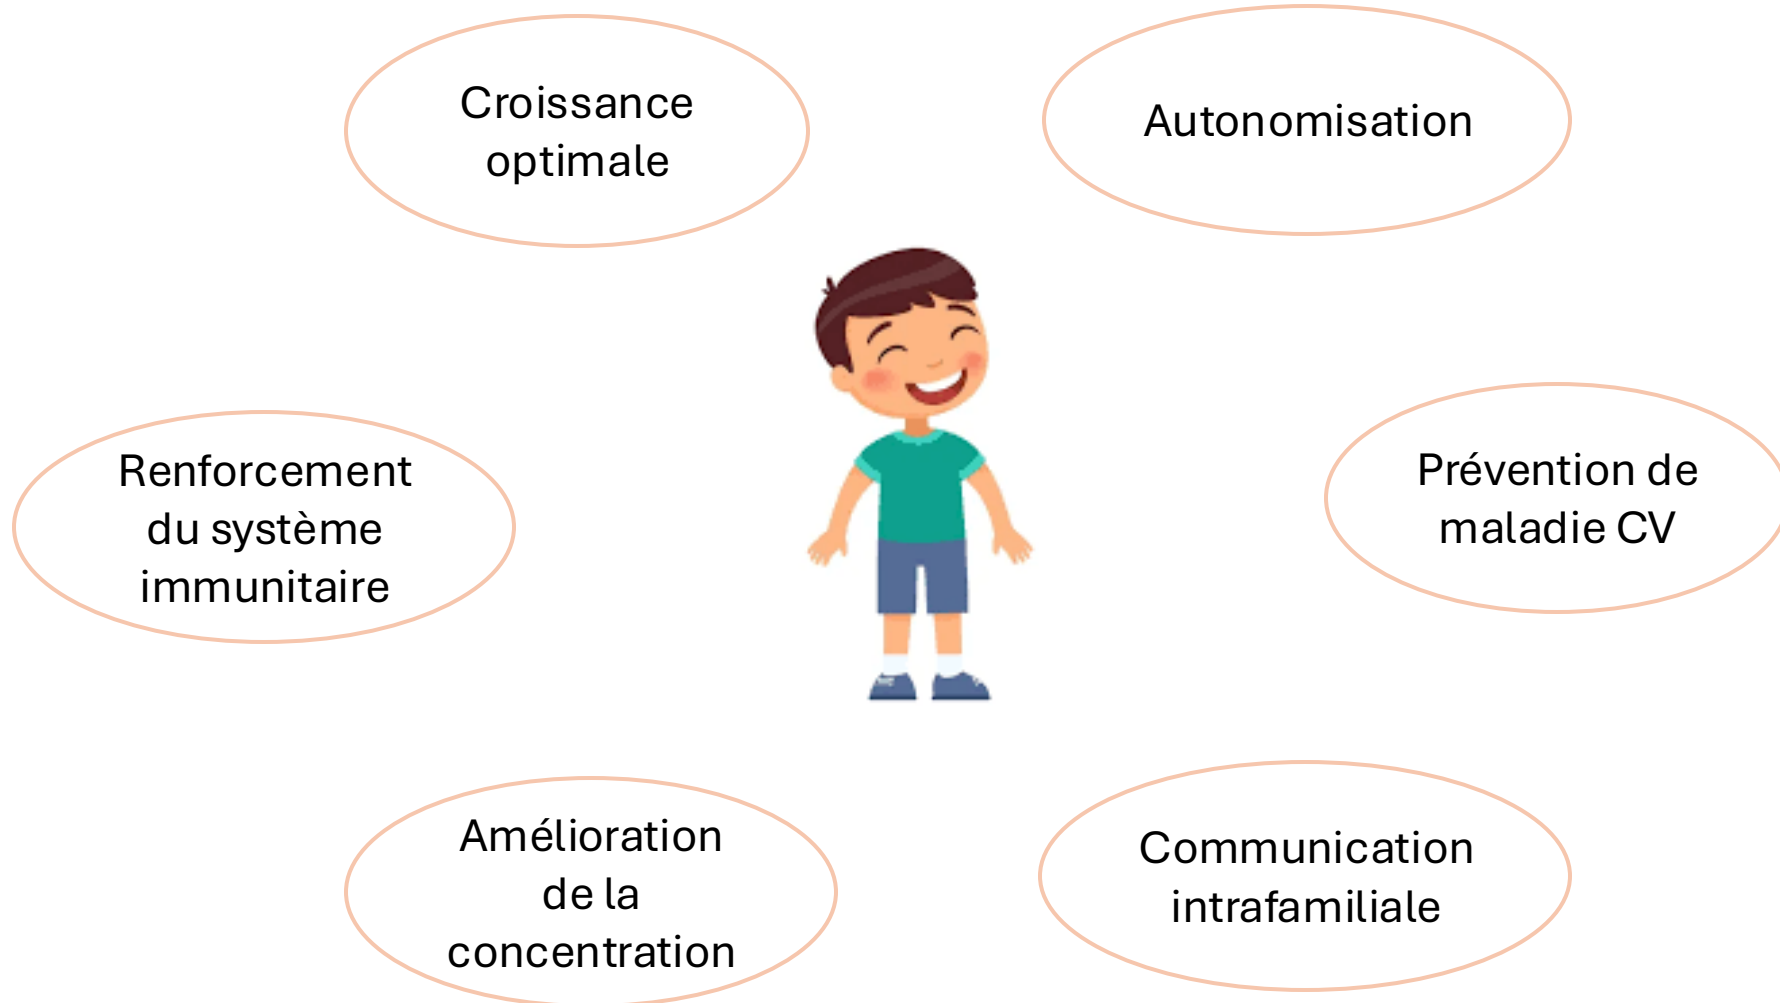 Croissance
optimale
Autonomisation
Renforcement
du système
immunitaire
Prévention de
maladie CV
Amélioration
de la
concentration
Communication
intrafamiliale